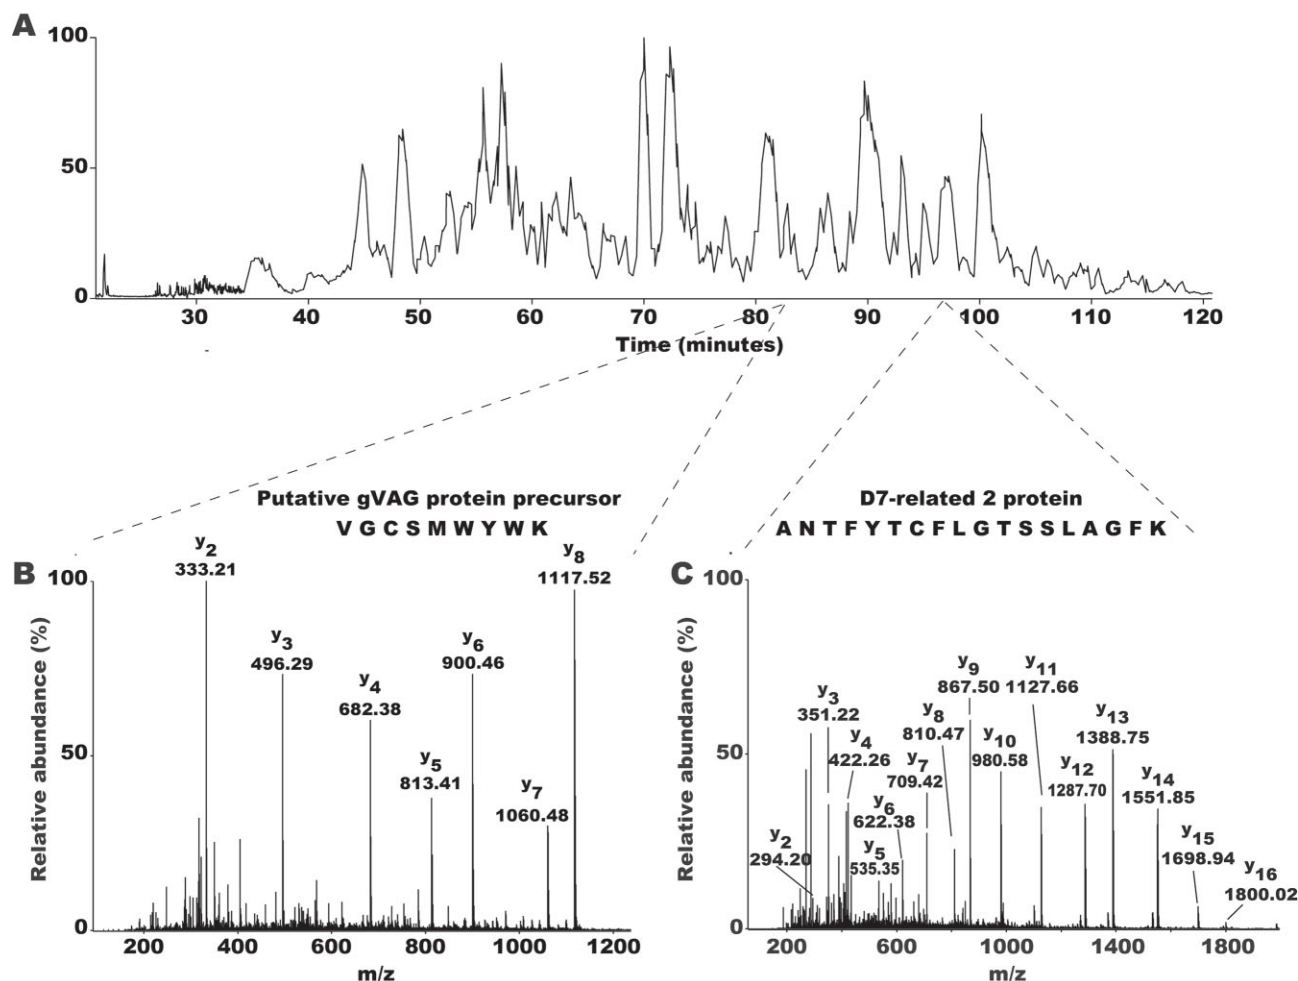 A
100
50
0
30 40 50 60 70 80 90 100 110 120
Time (minutes)
Putative gVAG protein precursor
V G C S M W Y W K
D7-related 2 protein
A N T F Y T C F L G T S S L A G F K
B
Relative abundance (%)
100
50
0
y2
333.21
y3
496.29
y4
682.38
y5
813.41
y6
900.46
y7
1060.48
y8
1117.52
200 400 600 800 1000 1200
m/z
C
Relative abundance (%)
100
50
0
y2
294.20
y3
351.22
y4
422.26
y5
535.35
y6
622.38
y7
709.42
y8
810.47
y9
867.50
y10
980.58
y11
1127.66
y12
1287.70
y13
1388.75
y14
1551.85
y15
1698.94
y16
1800.02
200 600 1000 1400 1800
m/z